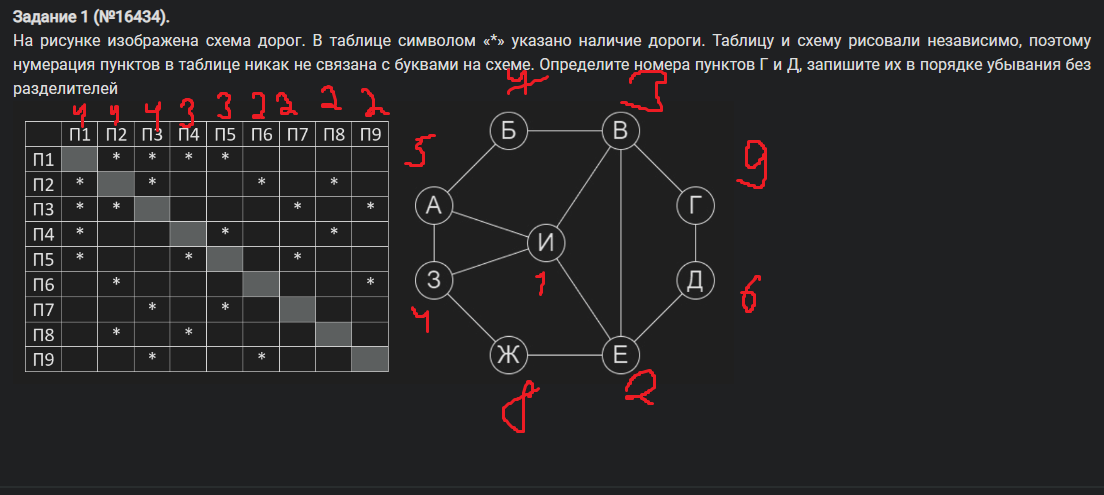 Задание 1 (№16434).
На рисунке изображена схема дорог. В таблице символом «*» указано наличие дороги. Таблицу и схему рисовали независимо, поэтому
нумерация пунктов в таблице никак не связана с буквами на схеме. Определите номера пунктов Г и Д, запишите их в порядке убывания без
разделителей
4 4 4 3 3 2 2 2 2
П1 П2 П3 П4 П5 П6 П7 П8 П9
П1 * * * *
П2 * * * *
П3 * * * *
П4 * * *
П5 * * *
П6 * *
П7 * *
П8 * *
П9 * *
7 3
Б В
5 9
А Г
И
1
З Д
4 6
Ж Е
8 2